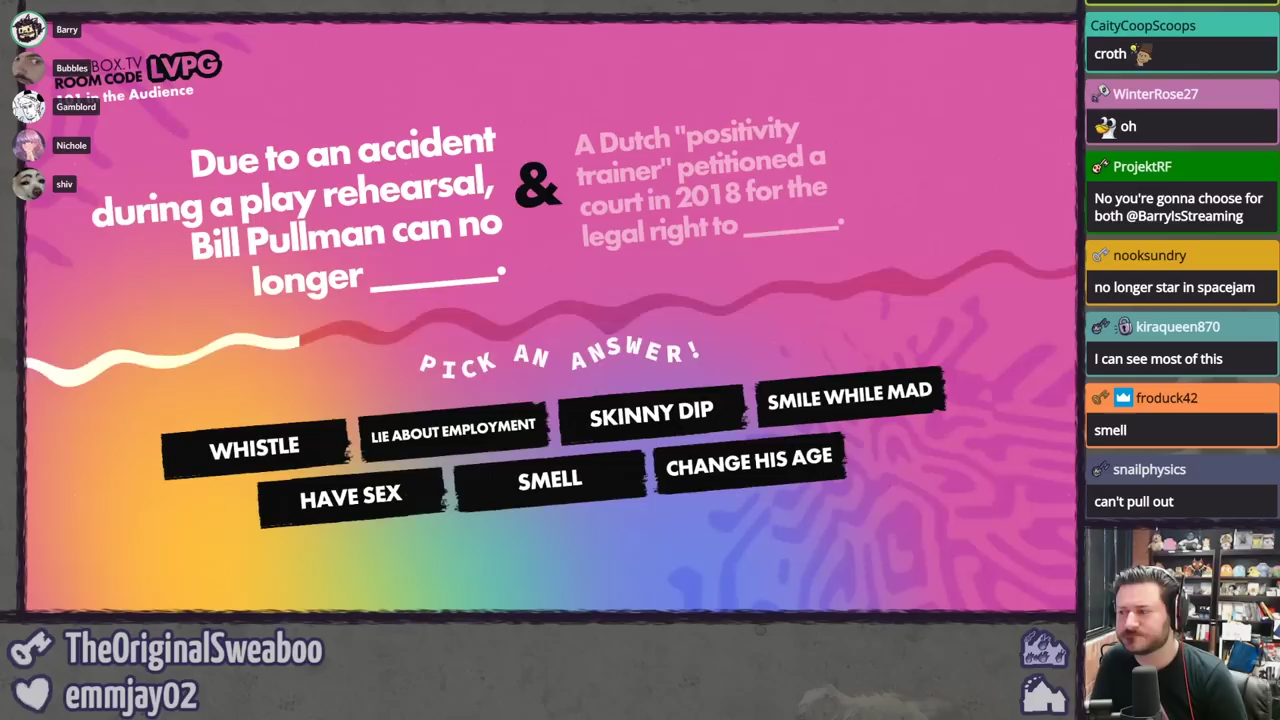 Barry
Bubbles
BOX.TV
ROOM CODE LVPG
in the Audience
Gamblord
Nichole
shiv
Due to an accident
during a play rehearsal,
Bill Pullman can no
longer ______.
&
A Dutch "positivity
trainer" petitioned a
court in 2018 for the
legal right to ______.
PICK AN ANSWER!
WHISTLE
LIE ABOUT EMPLOYMENT
SKINNY DIP
SMILE WHILE MAD
HAVE SEX
SMELL
CHANGE HIS AGE
CaityCoopScoops
croth
WinterRose27
oh
ProjektRF
No you're gonna choose for
both @BarryIsStreaming
nooksundry
no longer star in spacejam
kiraqueen870
I can see most of this
froduck42
smell
snailphysics
can't pull out
TheOriginalSweaboo
emmjay02